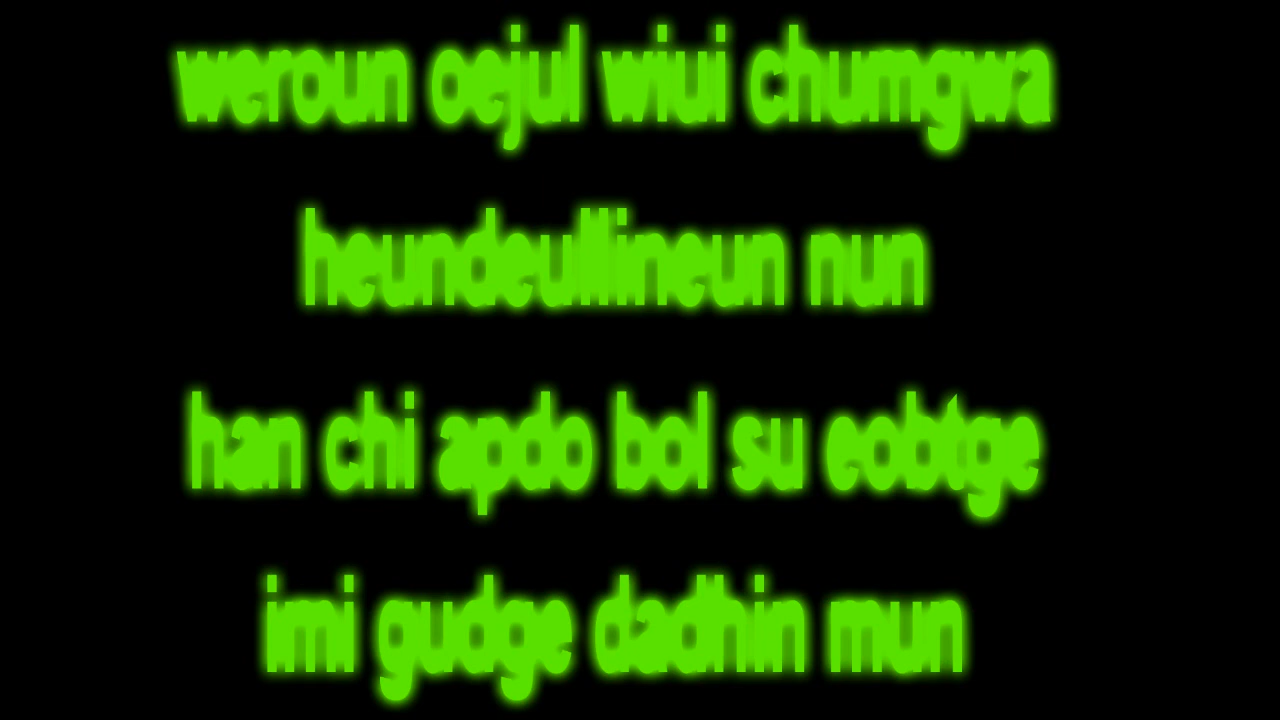 weroun oejul wiui chumgwa
heundeullineun nun
han chi apdo bol su eobtge
imi gudge dadhin mun